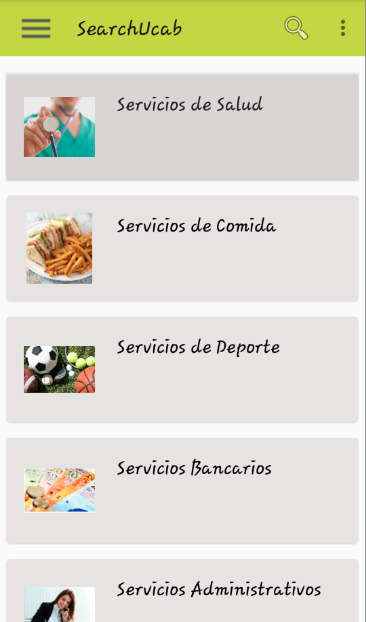 SearchUcab
Servicios de Salud
Servicios de Comida
Servicios de Deporte
Servicios Bancarios
Servicios Administrativos